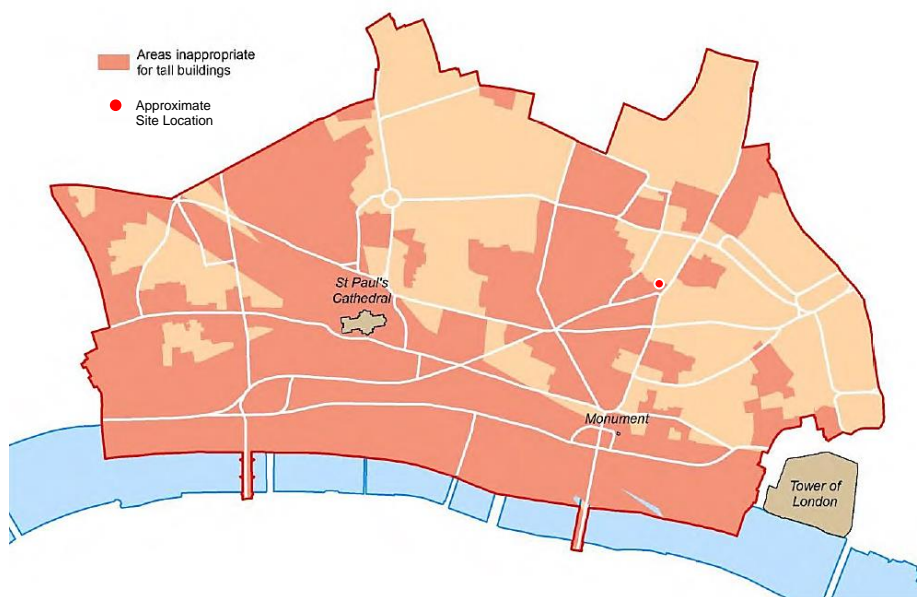 Areas inappropriate
for tall buildings
Approximate
Site Location
St Paul's
Cathedral
Monument
Tower of
London